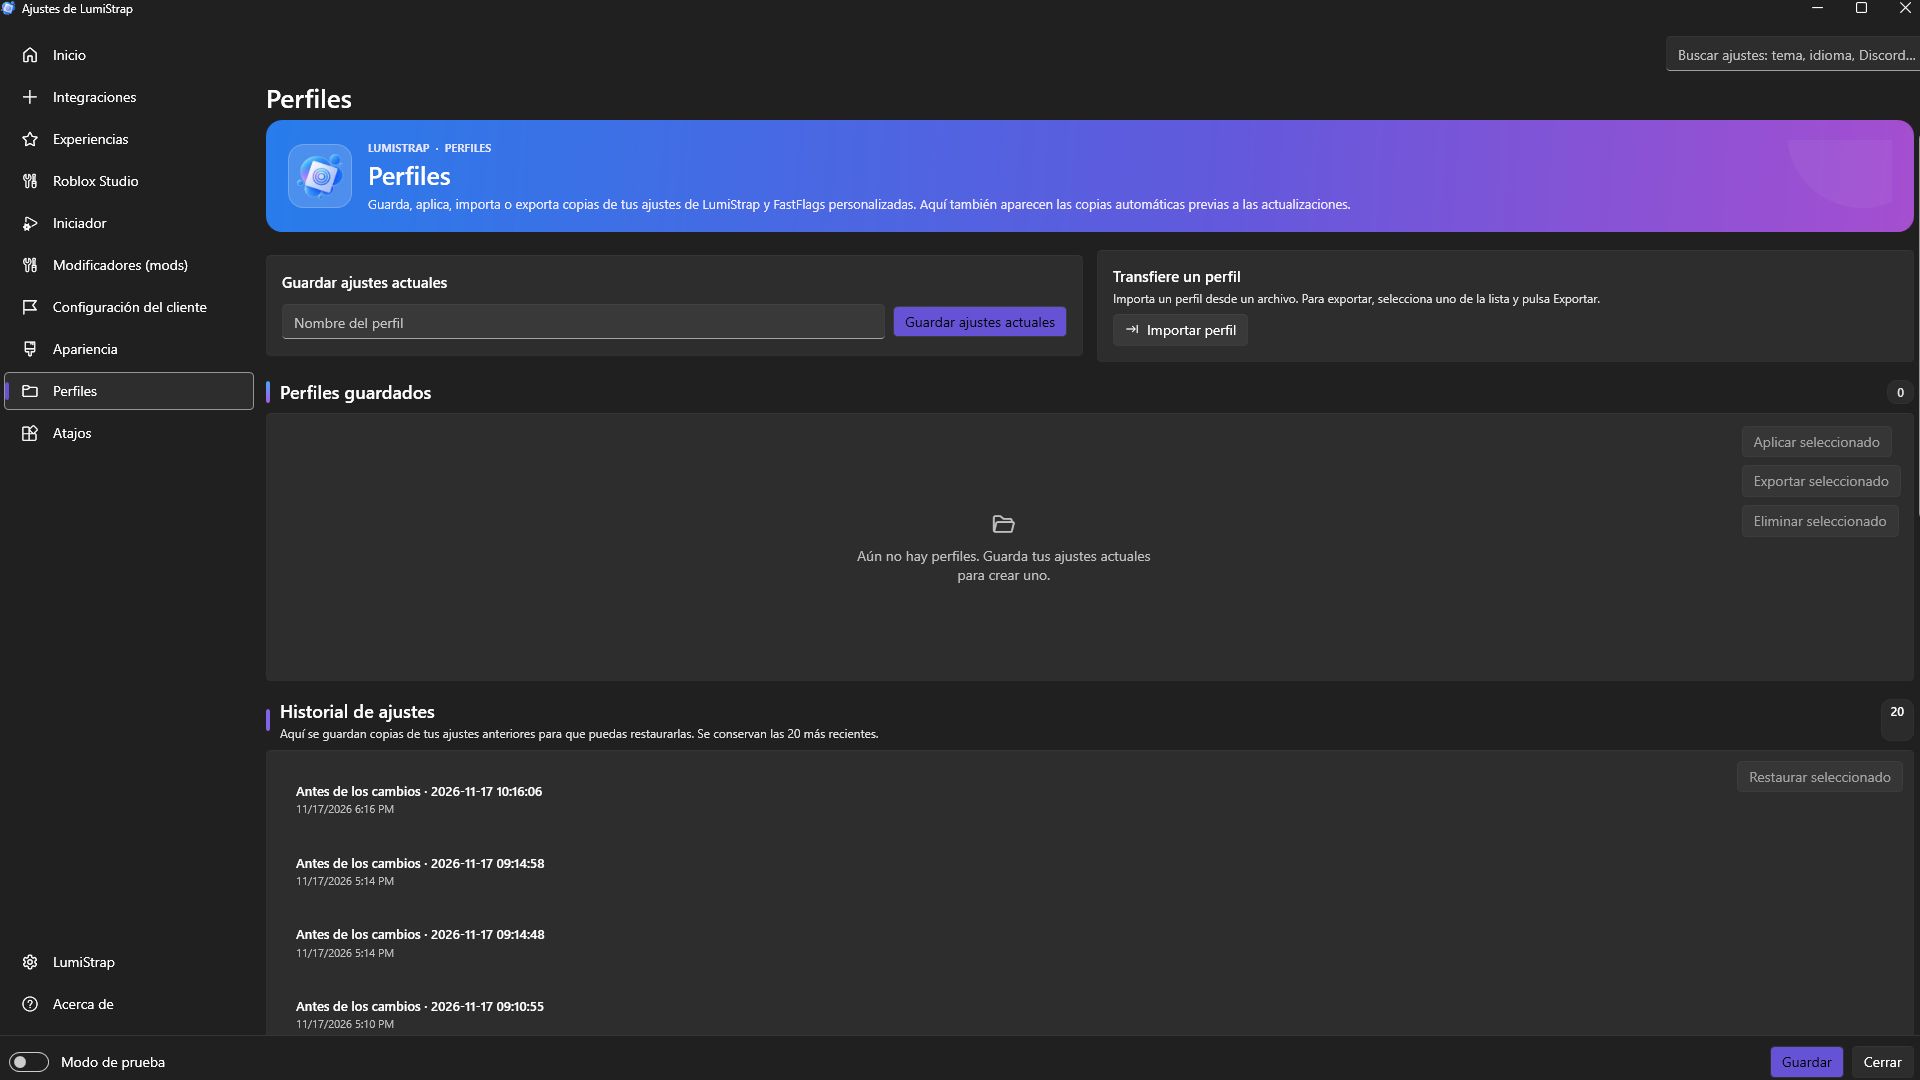 Ajustes de LumiStrap
Buscar ajustes: tema, idioma, Discord...
Inicio
Integraciones
Experiencias
Roblox Studio
Iniciador
Modificadores (mods)
Configuración del cliente
Apariencia
Perfiles
Atajos
LumiStrap
Acerca de
Perfiles
LUMISTRAP · PERFILES
Perfiles
Guarda, aplica, importa o exporta copias de tus ajustes de LumiStrap y FastFlags personalizadas. Aquí también aparecen las copias automáticas previas a las actualizaciones.
Guardar ajustes actuales
Nombre del perfil
Guardar ajustes actuales
Transfiere un perfil
Importa un perfil desde un archivo. Para exportar, selecciona uno de la lista y pulsa Exportar.
Importar perfil
Perfiles guardados
0
Aplicar seleccionado
Exportar seleccionado
Eliminar seleccionado
Aún no hay perfiles. Guarda tus ajustes actuales
para crear uno.
Historial de ajustes
20
Aquí se guardan copias de tus ajustes anteriores para que puedas restaurarlas. Se conservan las 20 más recientes.
Restaurar seleccionado
Antes de los cambios · 2026-11-17 10:16:06
11/17/2026 6:16 PM
Antes de los cambios · 2026-11-17 09:14:58
11/17/2026 5:14 PM
Antes de los cambios · 2026-11-17 09:14:48
11/17/2026 5:14 PM
Antes de los cambios · 2026-11-17 09:10:55
11/17/2026 5:10 PM
Modo de prueba
Guardar
Cerrar